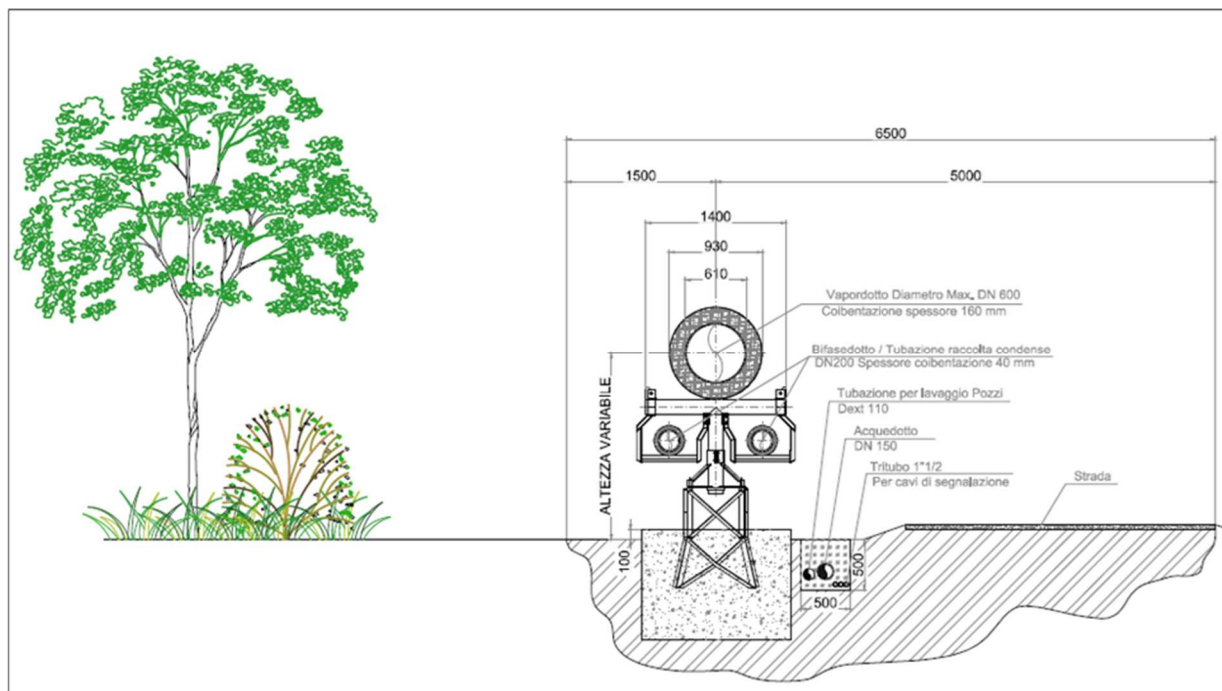 6500
1500
5000
1400
930
610
Vapordotto Diametro Max. DN 600
Coibentazione spessore 160 mm
Bifasedotto / Tubazione raccolta condense
DN200 Spessore coibentazione 40 mm
Tubazione per lavaggio Pozzi
Dext 110
Acquedotto
DN 150
Tritubo 1"1/2
Per cavi di segnalazione
Strada
ALTEZZA VARIABILE
100
500
500